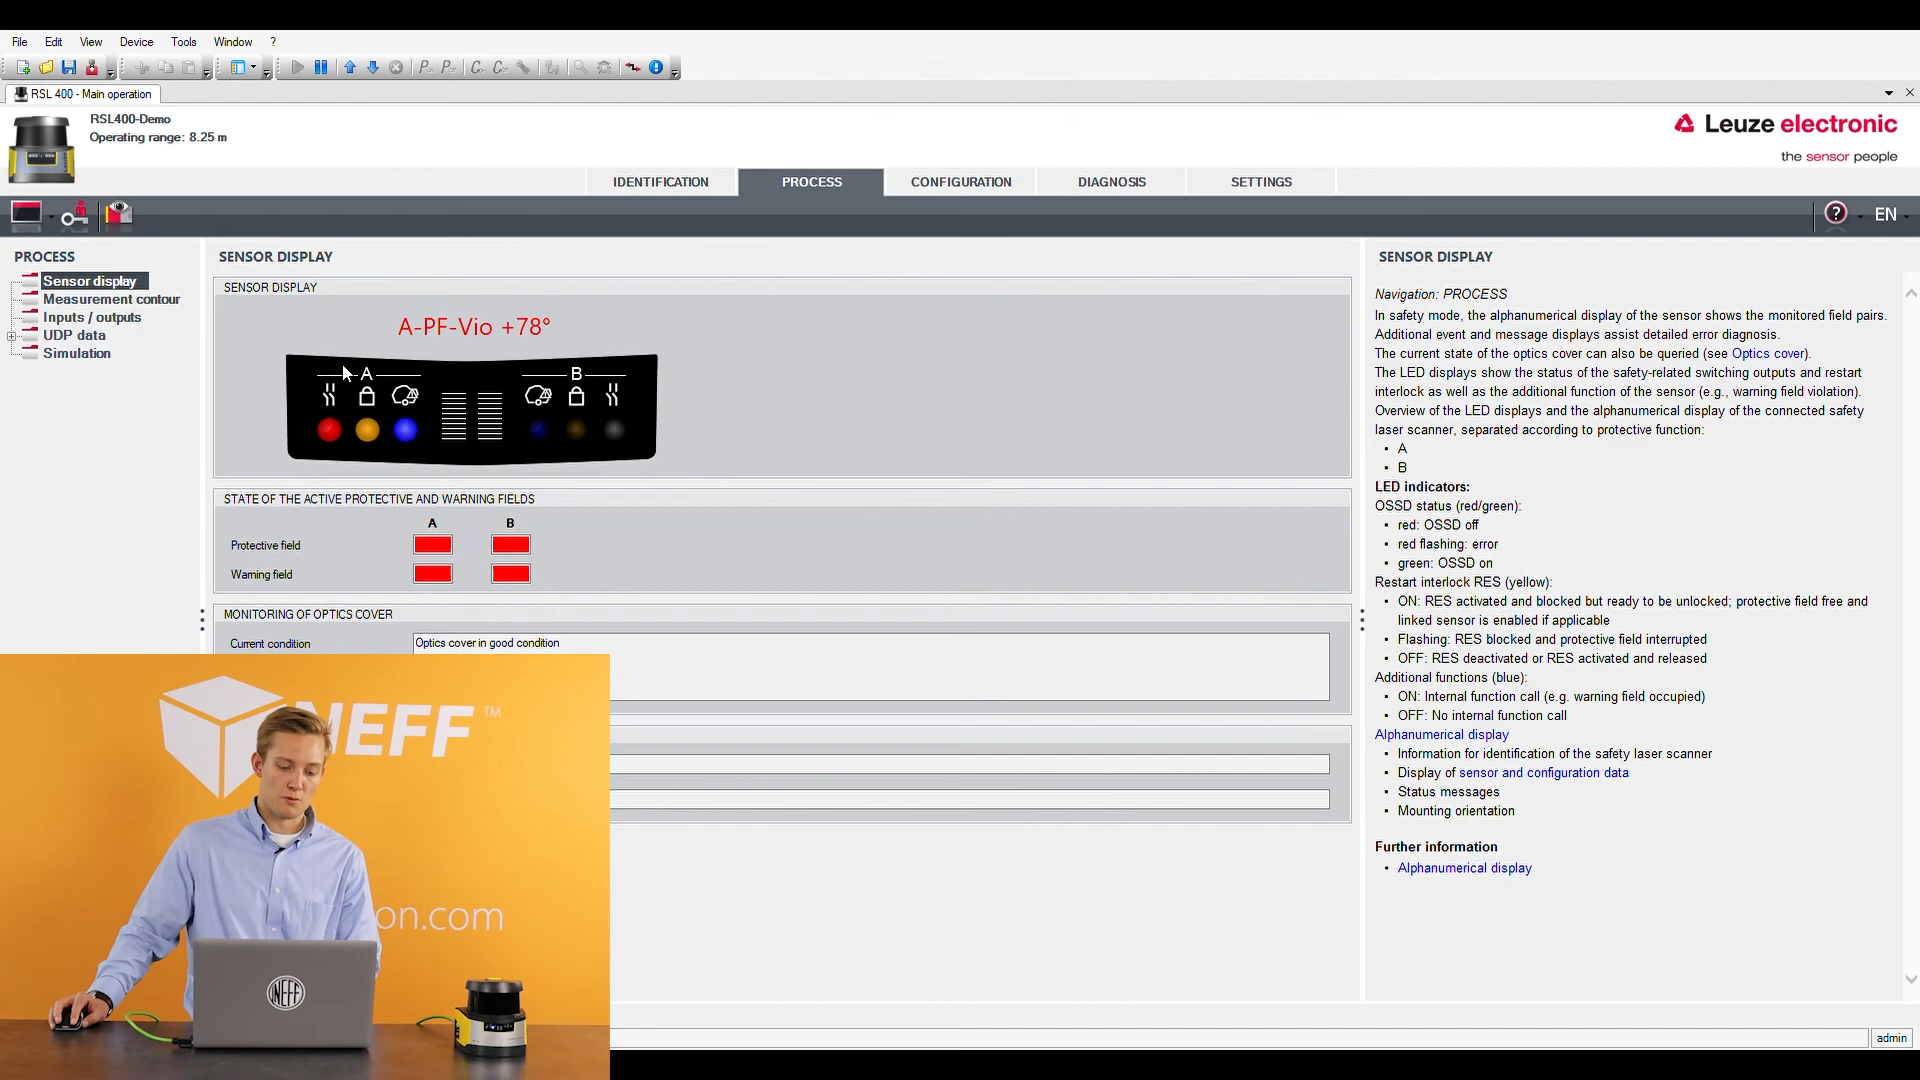 File Edit View Device Tools Window ?
RSL 400 - Main operation
RSL400-Demo
Operating range: 8.25 m
Leuze electronic
the sensor people
IDENTIFICATION PROCESS CONFIGURATION DIAGNOSIS SETTINGS
? EN
PROCESS
Sensor display
Measurement contour
Inputs / outputs
UDP data
Simulation
SENSOR DISPLAY
SENSOR DISPLAY
A-PF-Vio +78°
A B
STATE OF THE ACTIVE PROTECTIVE AND WARNING FIELDS
A B
Protective field
Warning field
MONITORING OF OPTICS COVER
Current condition Optics cover in good condition
SENSOR DISPLAY
Navigation: PROCESS
In safety mode, the alphanumerical display of the sensor shows the monitored field pairs.
Additional event and message displays assist detailed error diagnosis.
The current state of the optics cover can also be queried (see Optics cover).
The LED displays show the status of the safety-related switching outputs and restart
interlock as well as the additional function of the sensor (e.g., warning field violation).
Overview of the LED displays and the alphanumerical display of the connected safety
laser scanner, separated according to protective function:
• A
• B
LED indicators:
OSSD status (red/green):
• red: OSSD off
• red flashing: error
• green: OSSD on
Restart interlock RES (yellow):
• ON: RES activated and blocked but ready to be unlocked; protective field free and
linked sensor is enabled if applicable
• Flashing: RES blocked and protective field interrupted
• OFF: RES deactivated or RES activated and released
Additional functions (blue):
• ON: Internal function call (e.g. warning field occupied)
• OFF: No internal function call
Alphanumerical display
• Information for identification of the safety laser scanner
• Display of sensor and configuration data
• Status messages
• Mounting orientation
Further information
• Alphanumerical display
admin
NEFF™
on.com
NEFF